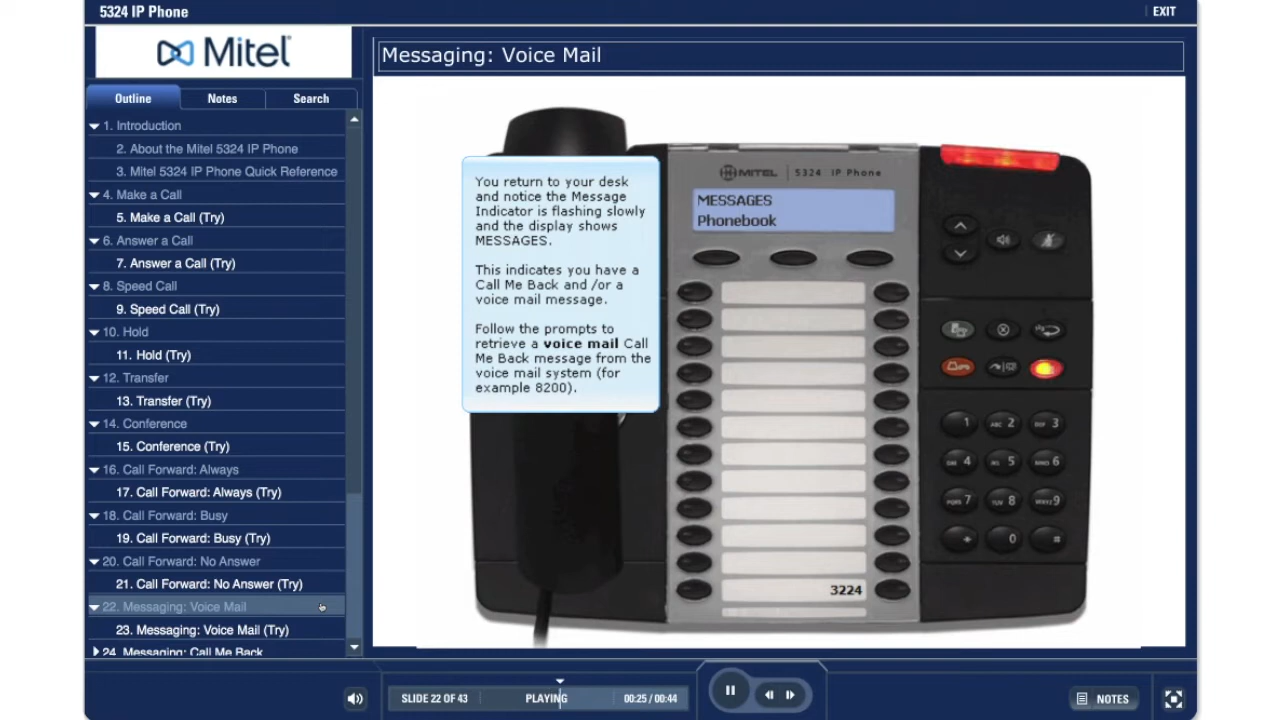 5324 IP Phone
EXIT
Mitel
Messaging: Voice Mail
Outline
Notes
Search
1. Introduction
2. About the Mitel 5324 IP Phone
3. Mitel 5324 IP Phone Quick Reference
4. Make a Call
5. Make a Call (Try)
6. Answer a Call
7. Answer a Call (Try)
8. Speed Call
9. Speed Call (Try)
10. Hold
11. Hold (Try)
12. Transfer
13. Transfer (Try)
14. Conference
15. Conference (Try)
16. Call Forward: Always
17. Call Forward: Always (Try)
18. Call Forward: Busy
19. Call Forward: Busy (Try)
20. Call Forward: No Answer
21. Call Forward: No Answer (Try)
22. Messaging: Voice Mail
23. Messaging: Voice Mail (Try)
24. Messaging: Call Me Back
You return to your desk
and notice the Message
Indicator is flashing slowly
and the display shows
MESSAGES.
This indicates you have a
Call Me Back and /or a
voice mail message.
Follow the prompts to
retrieve a voice mail Call
Me Back message from the
voice mail system (for
example 8200).
MITEL | 5324 IP Phone
MESSAGES
Phonebook
1 ABC 2 DEF 3
4 5 6
7 8 9
* 0 #
3224
SLIDE 22 OF 43
PLAYING
00:25 / 00:44
NOTES